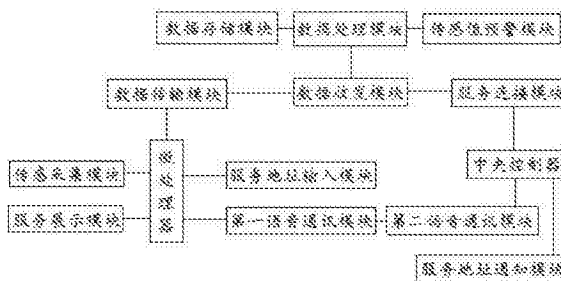 数据存储模块
数据处理模块
传感值预警模块
数据传输模块
数据收发模块
服务连接模块
微处理器
中央控制器
传感采集模块
服务地址输入模块
服务展示模块
第一语音通讯模块
第二语音通讯模块
服务地址通知模块